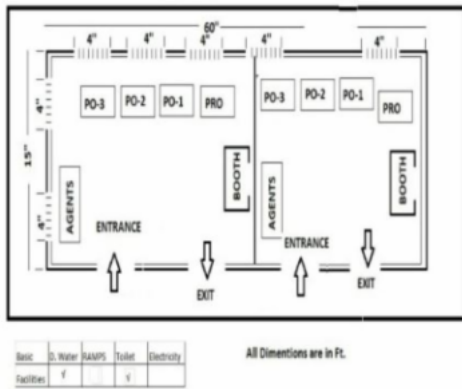 60"
4" 4" 4" 4" 4"
PO-3 PO-2 PO-1 PRO PO-3 PO-2 PO-1 PRO
4"
15"
4"
AGENTS
BOOTH
AGENTS
BOOTH
ENTRANCE
EXIT
ENTRANCE
EXIT
Basic D. Water RAMPS Toilet Electricity
Facilities √ √
All Dimentions are in Ft.